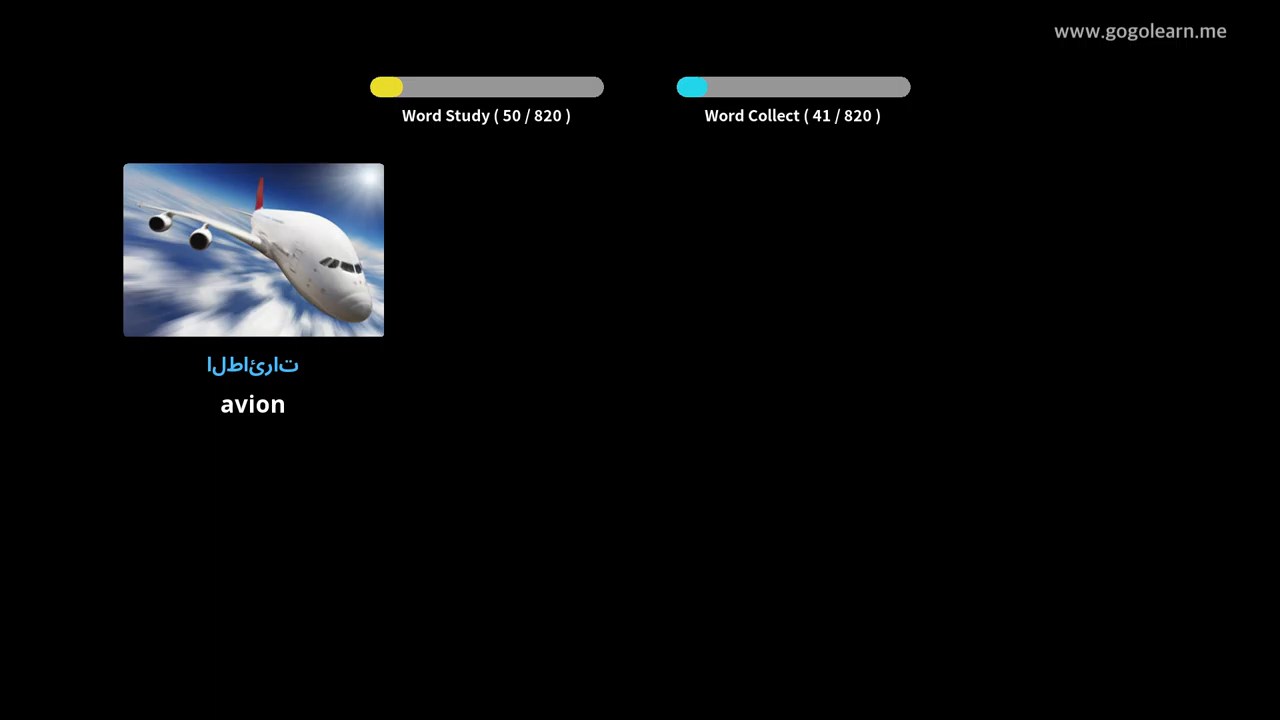 www.gogolearn.me
Word Study ( 50 / 820 )
Word Collect ( 41 / 820 )
الطائرات
avion